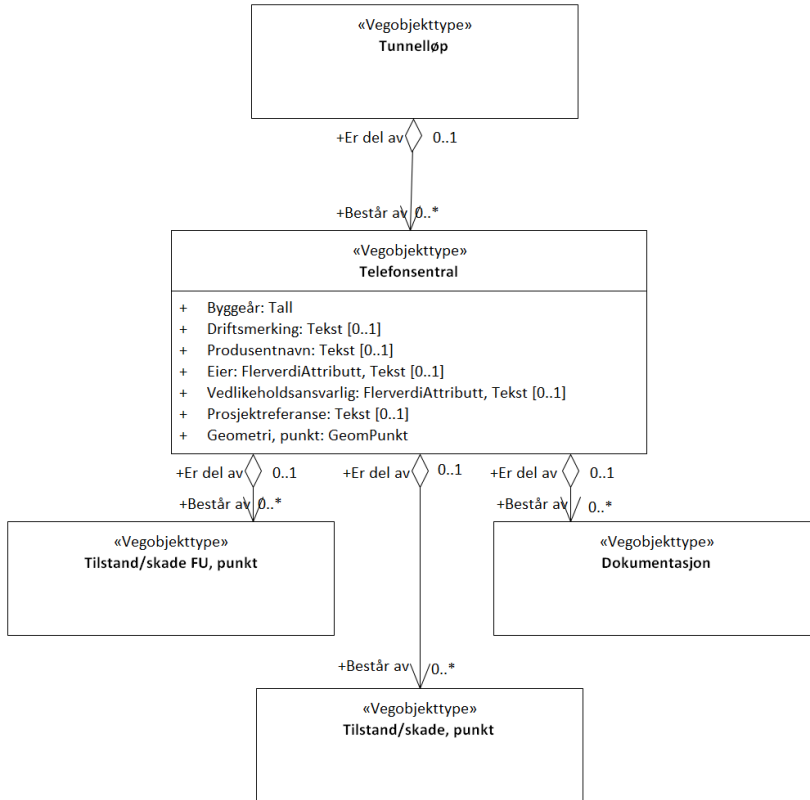 «Vegobjekttype»
Tunnelløp
+Er del av 0..1
+Består av 0..*
«Vegobjekttype»
Telefonsentral
+ Byggeår: Tall
+ Driftsmerking: Tekst [0..1]
+ Produsentnavn: Tekst [0..1]
+ Eier: FlerverdiAttributt, Tekst [0..1]
+ Vedlikeholdsansvarlig: FlerverdiAttributt, Tekst [0..1]
+ Prosjektreferanse: Tekst [0..1]
+ Geometri, punkt: GeomPunkt
+Er del av 0..1 +Er del av 0..1 +Er del av 0..1
+Består av 0..* +Består av 0..*
«Vegobjekttype»
Tilstand/skade FU, punkt
«Vegobjekttype»
Dokumentasjon
+Består av 0..*
«Vegobjekttype»
Tilstand/skade, punkt